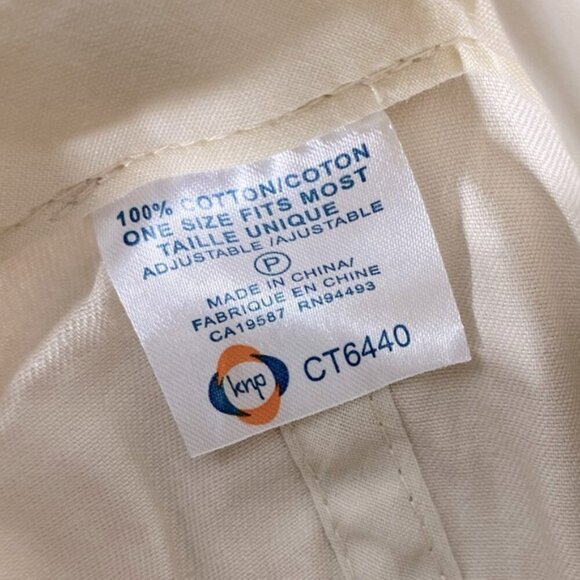 100% COTTON/COTON
ONE SIZE FITS MOST
TAILLE UNIQUE
ADJUSTABLE /AJUSTABLE
P
MADE IN CHINA/
FABRIQUE EN CHINE
CA19587 RN94493
knp CT6440